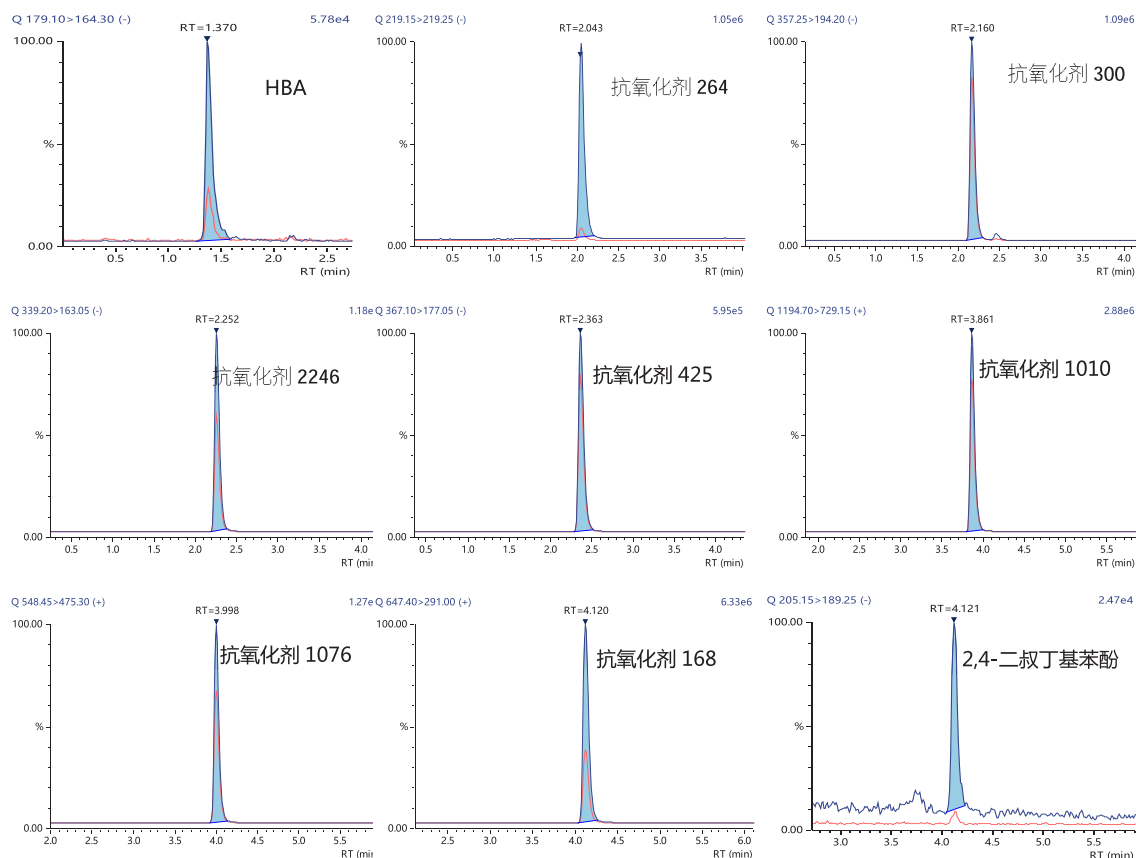 Q 179.10>164.30 (-) 5.78e4
RT=1.370
100.00
HBA
%
0.00
0.5 1.0 1.5 2.0 2.5
RT (min)
Q 219.15>219.25 (-) 1.05e6
RT=2.043
100.00
抗氧化剂 264
%
0.00
0.5 1.0 1.5 2.0 2.5 3.0 3.5
RT (min)
Q 357.25>194.20 (-) 1.09e6
RT=2.160
100.00
抗氧化剂 300
%
0.00
0.5 1.0 1.5 2.0 2.5 3.0 3.5 4.0
RT (min)
Q 339.20>163.05 (-) 1.18e
RT=2.252
100.00
抗氧化剂 2246
%
0.00
0.5 1.0 1.5 2.0 2.5 3.0 3.5 4.0
RT (min
Q 367.10>177.05 (-) 5.95e5
RT=2.363
100.00
抗氧化剂 425
%
0.00
0.5 1.0 1.5 2.0 2.5 3.0 3.5 4.0
RT (min)
Q 1194.70>729.15 (+) 2.88e6
RT=3.861
100.00
抗氧化剂 1010
%
0.00
2.0 2.5 3.0 3.5 4.0 4.5 5.0 5.5
RT (min)
Q 548.45>475.30 (+) 1.27e
RT=3.998
100.00
抗氧化剂 1076
%
0.00
2.0 2.5 3.0 3.5 4.0 4.5 5.0 5.5
RT (min
Q 647.40>291.00 (+) 6.33e6
RT=4.120
100.00
抗氧化剂 168
%
0.00
2.5 3.0 3.5 4.0 4.5 5.0 5.5 6.0
RT (min)
Q 205.15>189.25 (-) 2.47e4
RT=4.121
100.00
2,4-二叔丁基苯酚
%
0.00
3.0 3.5 4.0 4.5 5.0 5.5
RT (min)